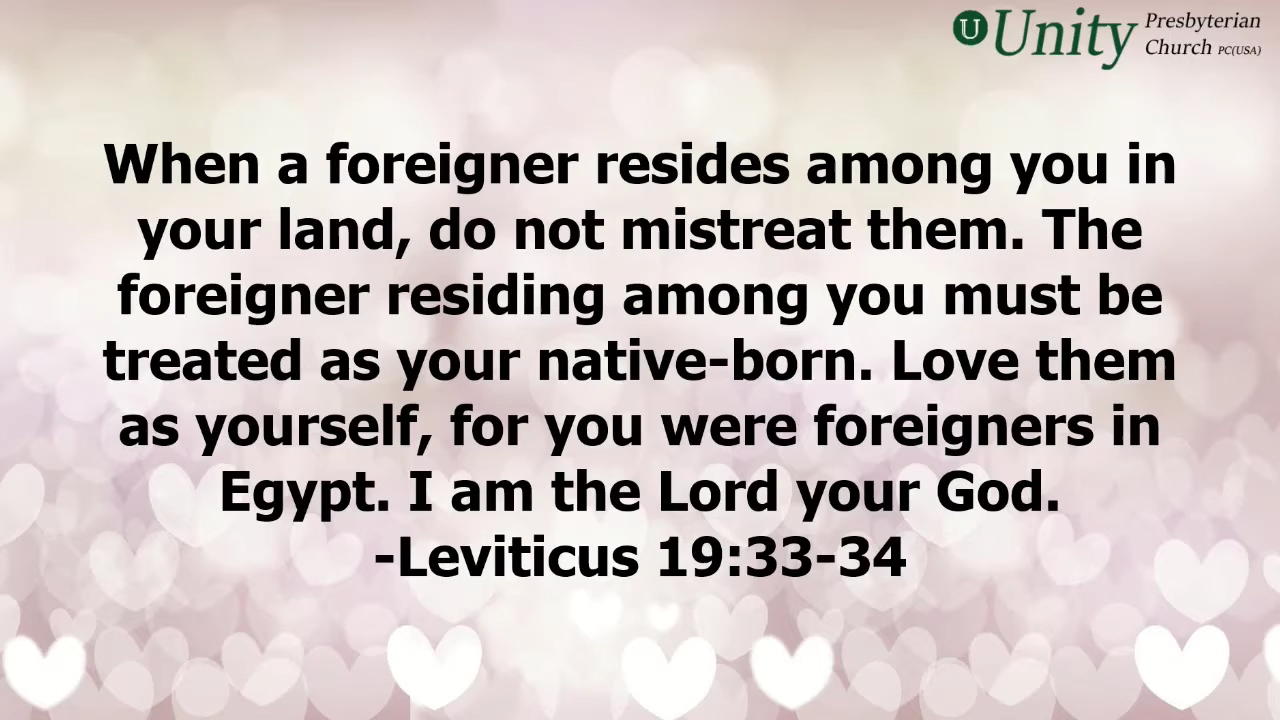 U Unity Presbyterian
Church PC(USA)
When a foreigner resides among you in
your land, do not mistreat them. The
foreigner residing among you must be
treated as your native-born. Love them
as yourself, for you were foreigners in
Egypt. I am the Lord your God.
-Leviticus 19:33-34